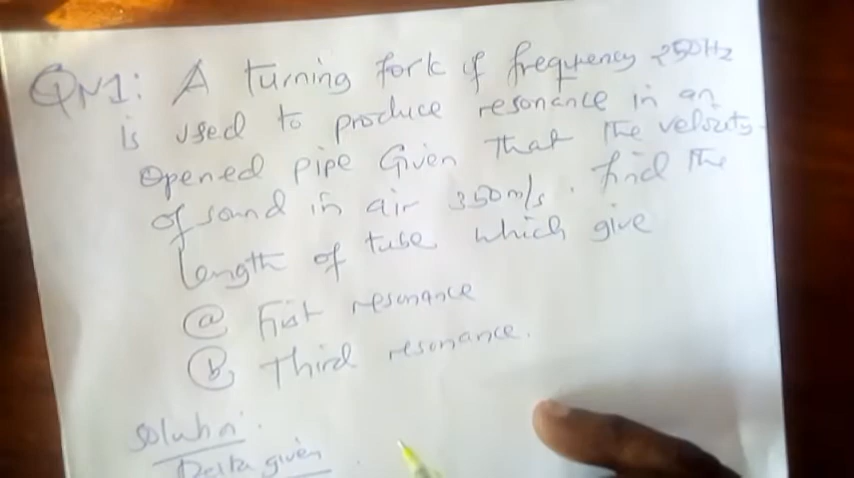 QN1: A turning fork of frequency 250Hz
is used to produce resonance in an
opened pipe Given that the velocity
of sound in air 350m/s. find the
length of tube which give
(a) First resonance
(b) Third resonance.
Soluhn:
Data given